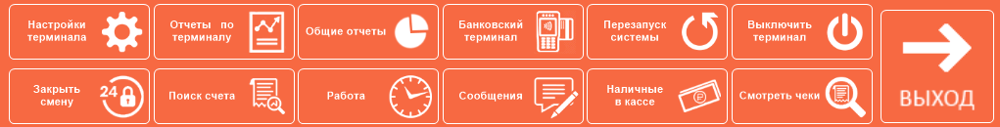 Настройки
терминала
Отчеты по
терминалу
Общие отчеты
Банковский
терминал
Перезапуск
системы
Выключить
терминал
Закрыть
смену
24
Поиск счета
Работа
Сообщения
Наличные
в кассе
₽
Смотреть чеки
ВЫХОД